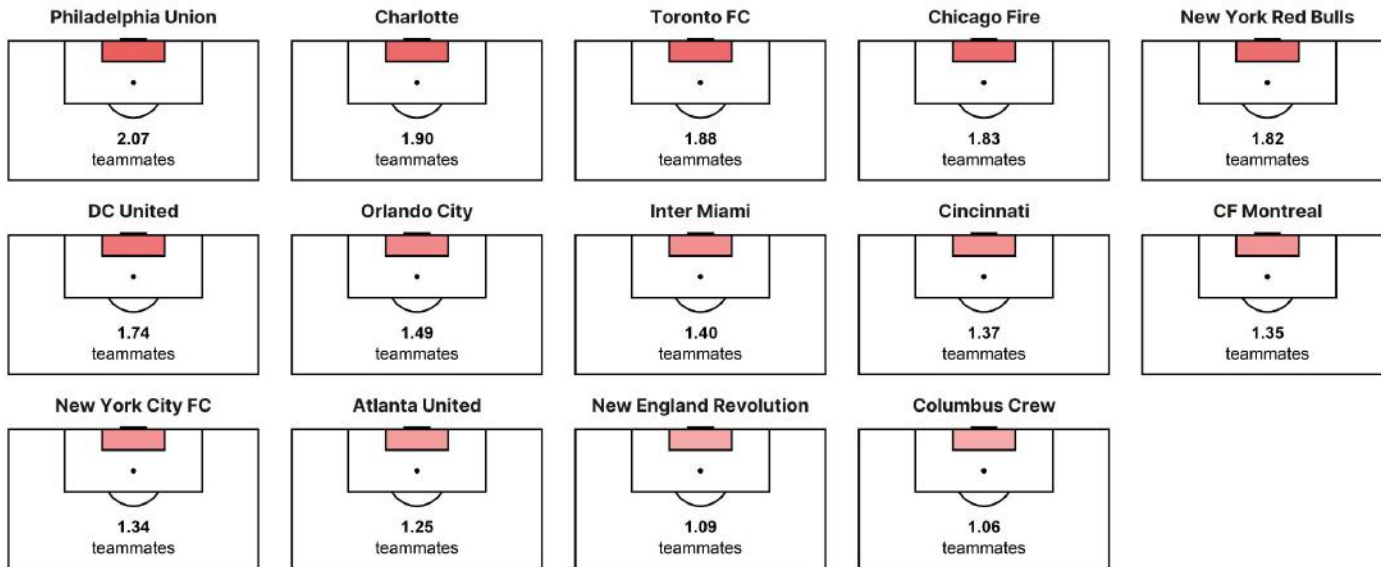 Philadelphia Union
Charlotte
Toronto FC
Chicago Fire
New York Red Bulls
2.07
teammates
1.90
teammates
1.88
teammates
1.83
teammates
1.82
teammates
DC United
Orlando City
Inter Miami
Cincinnati
CF Montreal
1.74
teammates
1.49
teammates
1.40
teammates
1.37
teammates
1.35
teammates
New York City FC
Atlanta United
New England Revolution
Columbus Crew
1.34
teammates
1.25
teammates
1.09
teammates
1.06
teammates